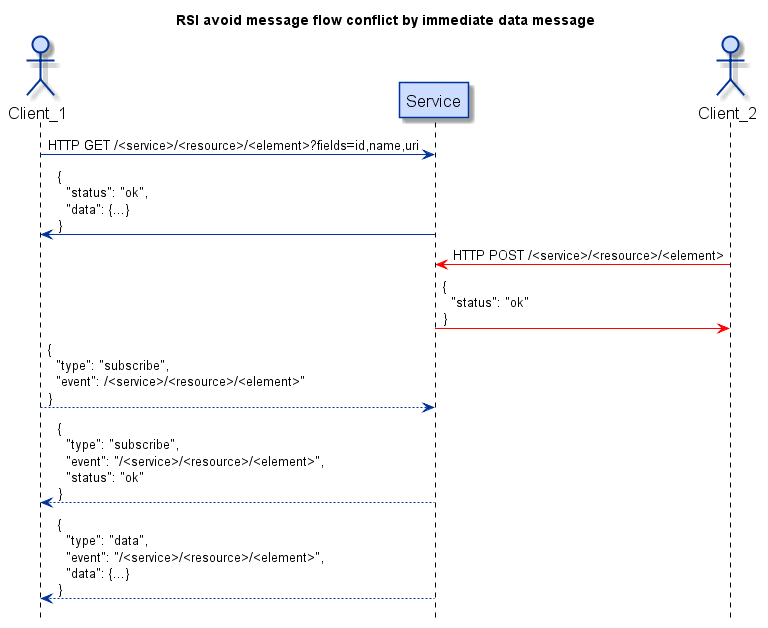 RSI avoid message flow conflict by immediate data message
Client_1
Service
Client_2
HTTP GET /<service>/<resource>/<element>?fields=id,name,uri
{
"status": "ok",
"data": {...}
}
HTTP POST /<service>/<resource>/<element>
{
"status": "ok"
}
{
"type": "subscribe",
"event": /<service>/<resource>/<element>"
}
{
"type": "subscribe",
"event": "/<service>/<resource>/<element>",
"status": "ok"
}
{
"type": "data",
"event": "/<service>/<resource>/<element>",
"data": {...}
}